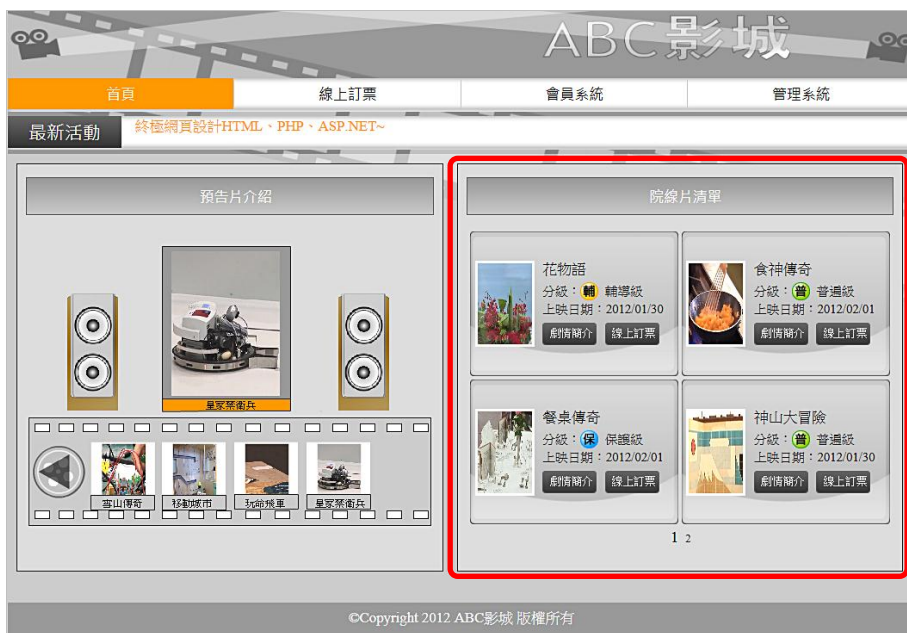 ABC影城
首頁 線上訂票 會員系統 管理系統
最新活動 終極網頁設計HTML、PHP、ASP.NET~
預告片介紹
皇家禁衛兵
雪山傳奇 移動城市 玩命飛車 皇家禁衛兵
院線片清單
花物語
分級：輔 輔導級
上映日期：2012/01/30
劇情簡介 線上訂票
食神傳奇
分級：普 普遍級
上映日期：2012/02/01
劇情簡介 線上訂票
餐桌傳奇
分級：保 保護級
上映日期：2012/02/01
劇情簡介 線上訂票
神山大冒險
分級：普 普遍級
上映日期：2012/01/30
劇情簡介 線上訂票
1 2
©Copyright 2012 ABC影城 版權所有